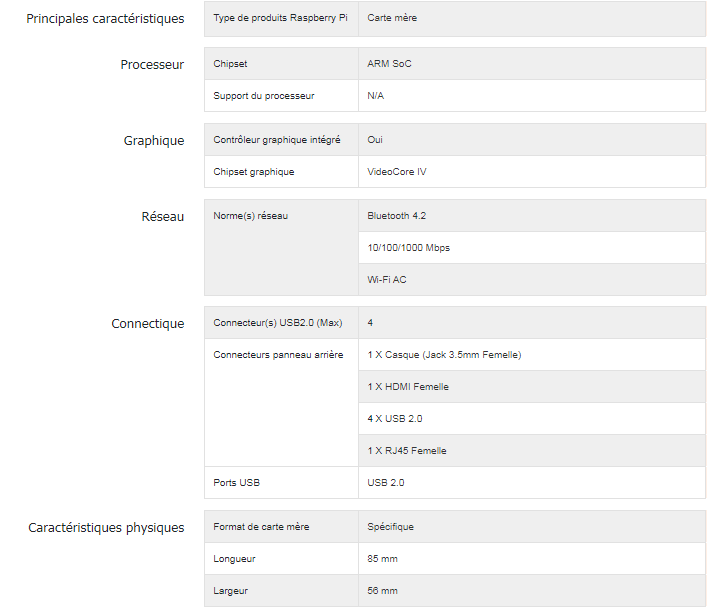 Principales caractéristiques
Type de produits Raspberry Pi
Carte mère
Processeur
Chipset
ARM SoC
Support du processeur
N/A
Graphique
Contrôleur graphique intégré
Oui
Chipset graphique
VideoCore IV
Réseau
Norme(s) réseau
Bluetooth 4.2
10/100/1000 Mbps
Wi-Fi AC
Connectique
Connecteur(s) USB2.0 (Max)
4
Connecteurs panneau arrière
1 X Casque (Jack 3.5mm Femelle)
1 X HDMI Femelle
4 X USB 2.0
1 X RJ45 Femelle
Ports USB
USB 2.0
Caractéristiques physiques
Format de carte mère
Spécifique
Longueur
85 mm
Largeur
56 mm